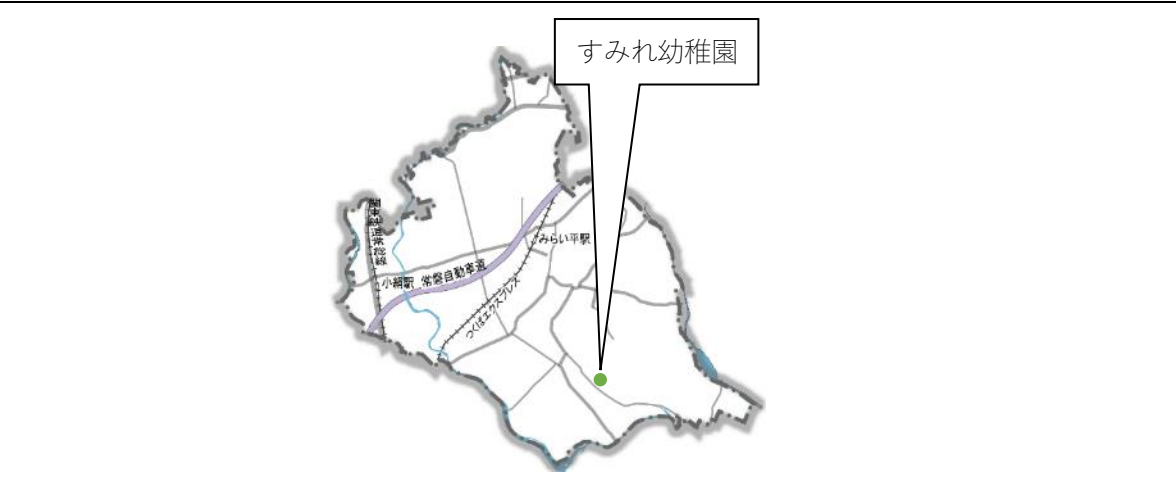 すみれ幼稚園
関東鉄道常総線
みらい平駅
小絹駅
常磐自動車道
つくばエクスプレス